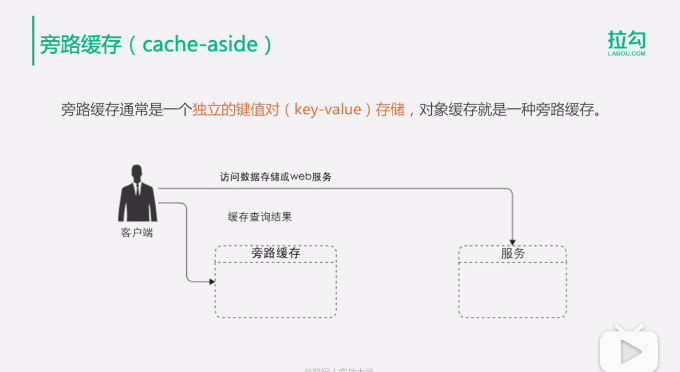 旁路缓存（cache-aside）
拉勾
LAGOU.COM
旁路缓存通常是一个独立的键值对（key-value）存储，对象缓存就是一种旁路缓存。
访问数据存储或web服务
缓存查询结果
客户端
旁路缓存
服务